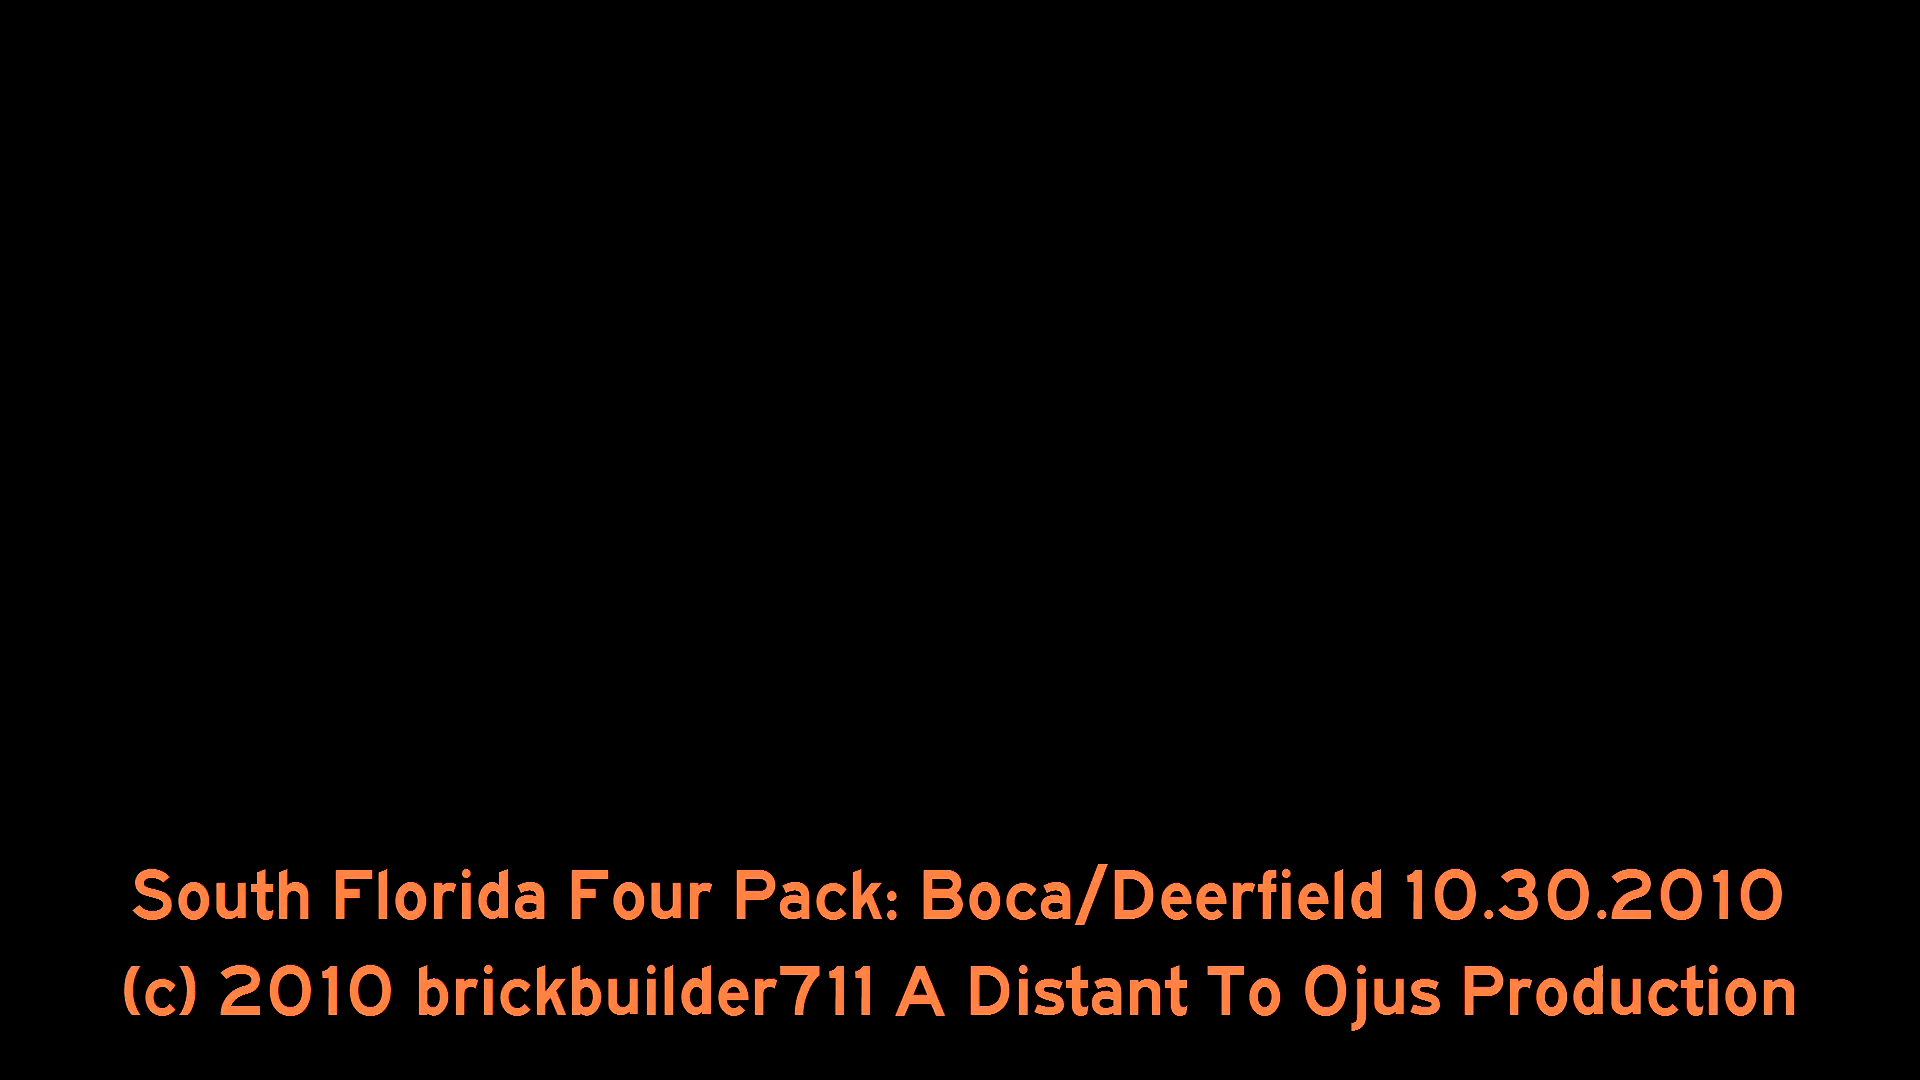 South Florida Four Pack: Boca/Deerfield 10.30.2010
(c) 2010 brickbuilder711 A Distant To Ojus Production